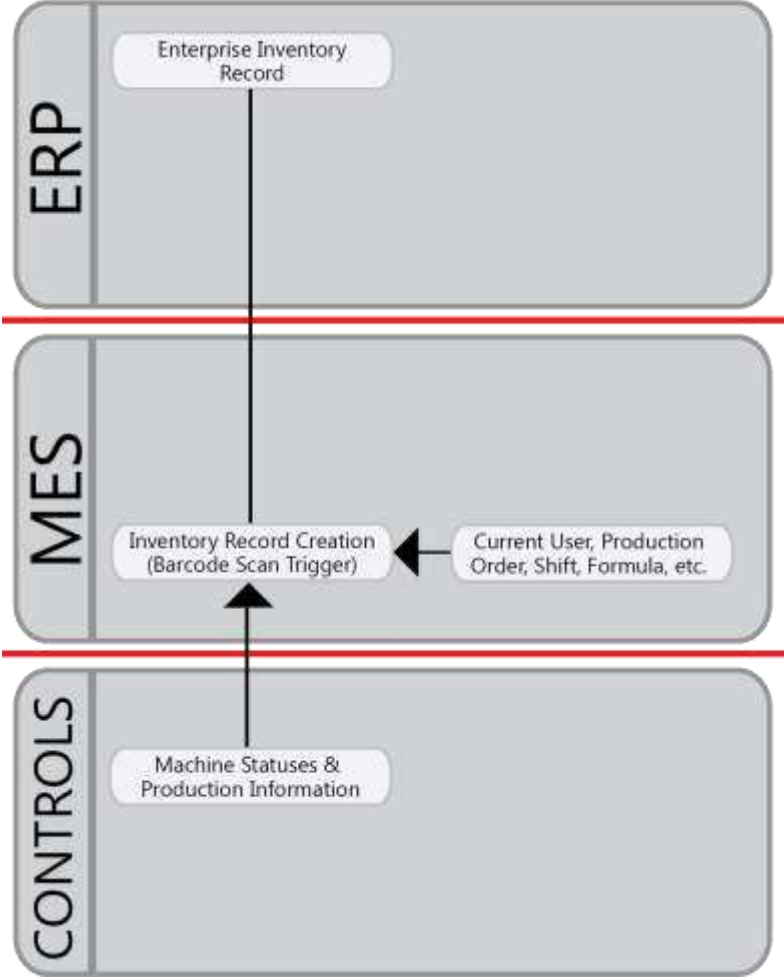 ERP
Enterprise Inventory
Record
MES
Inventory Record Creation
(Barcode Scan Trigger)
Current User, Production
Order, Shift, Formula, etc.
CONTROLS
Machine Statuses &
Production Information